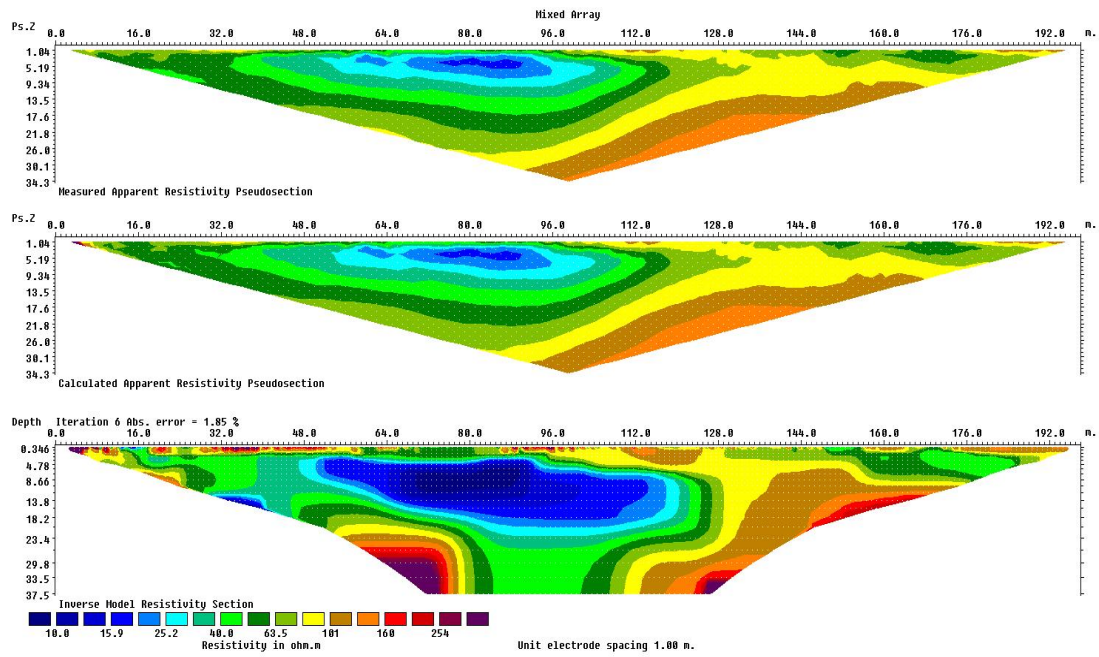 Mixed Array
Ps.Z
0.0 16.0 32.0 48.0 64.0 80.0 96.0 112.0 128.0 144.0 160.0 176.0 192.0 m.
1.04
5.19
9.34
13.5
17.6
21.8
26.0
30.1
34.3
Measured Apparent Resistivity Pseudosection
Ps.Z
0.0 16.0 32.0 48.0 64.0 80.0 96.0 112.0 128.0 144.0 160.0 176.0 192.0 m.
1.04
5.19
9.34
13.5
17.6
21.8
26.0
30.1
34.3
Calculated Apparent Resistivity Pseudosection
Depth Iteration 6 Abs. error = 1.85 %
0.0 16.0 32.0 48.0 64.0 80.0 96.0 112.0 128.0 144.0 160.0 176.0 192.0 m.
0.346
4.78
8.66
13.8
18.2
23.4
29.8
33.5
37.5
Inverse Model Resistivity Section
10.0 15.9 25.2 40.0 63.5 101 160 254
Resistivity in ohm.m
Unit electrode spacing 1.00 m.